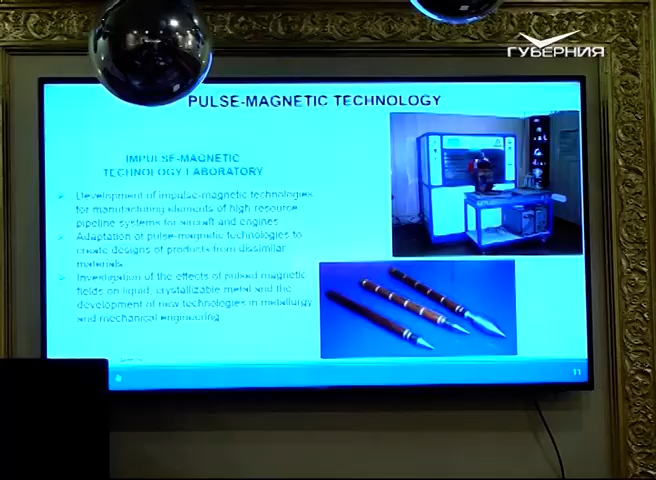 ГУБЕРНИЯ
PULSE-MAGNETIC TECHNOLOGY
IMPULSE-MAGNETIC
TECHNOLOGY LABORATORY
Development of impulse-magnetic technologies
for manufacturing elements of high resource
pipeline systems for aircraft and engines
Adaptation of pulse-magnetic technologies to
create designs of products from dissimilar
materials
Investigation of the effects of pulsed magnetic
fields on liquid, crystallizable metal and the
development of new technologies in metallurgy
and mechanical engineering
11